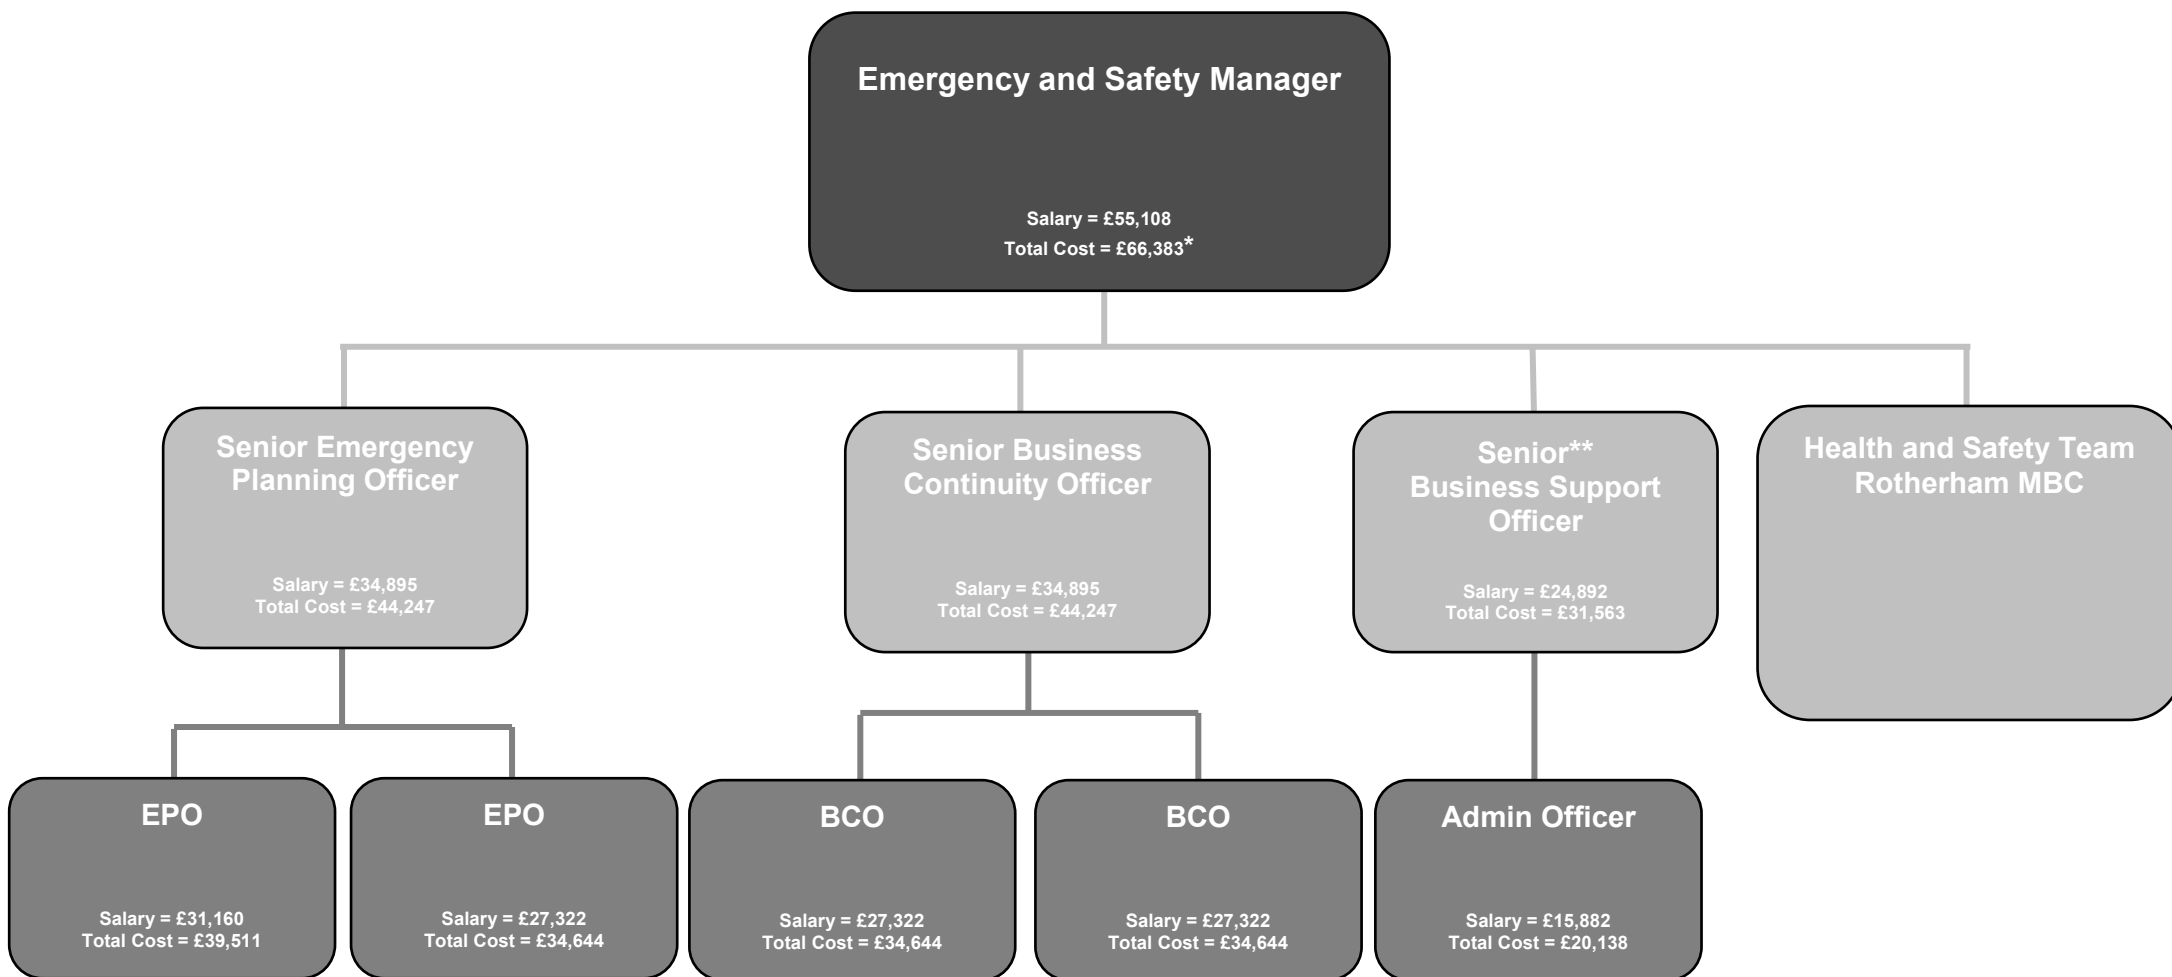 Emergency and Safety Manager
Salary = £55,108
Total Cost = £66,383*
Senior Emergency
Planning Officer
Salary = £34,895
Total Cost = £44,247
Senior Business
Continuity Officer
Salary = £34,895
Total Cost = £44,247
Senior**
Business Support
Officer
Salary = £24,892
Total Cost = £31,563
Health and Safety Team
Rotherham MBC
EPO
Salary = £31,160
Total Cost = £39,511
EPO
Salary = £27,322
Total Cost = £34,644
BCO
Salary = £27,322
Total Cost = £34,644
BCO
Salary = £27,322
Total Cost = £34,644
Admin Officer
Salary = £15,882
Total Cost = £20,138